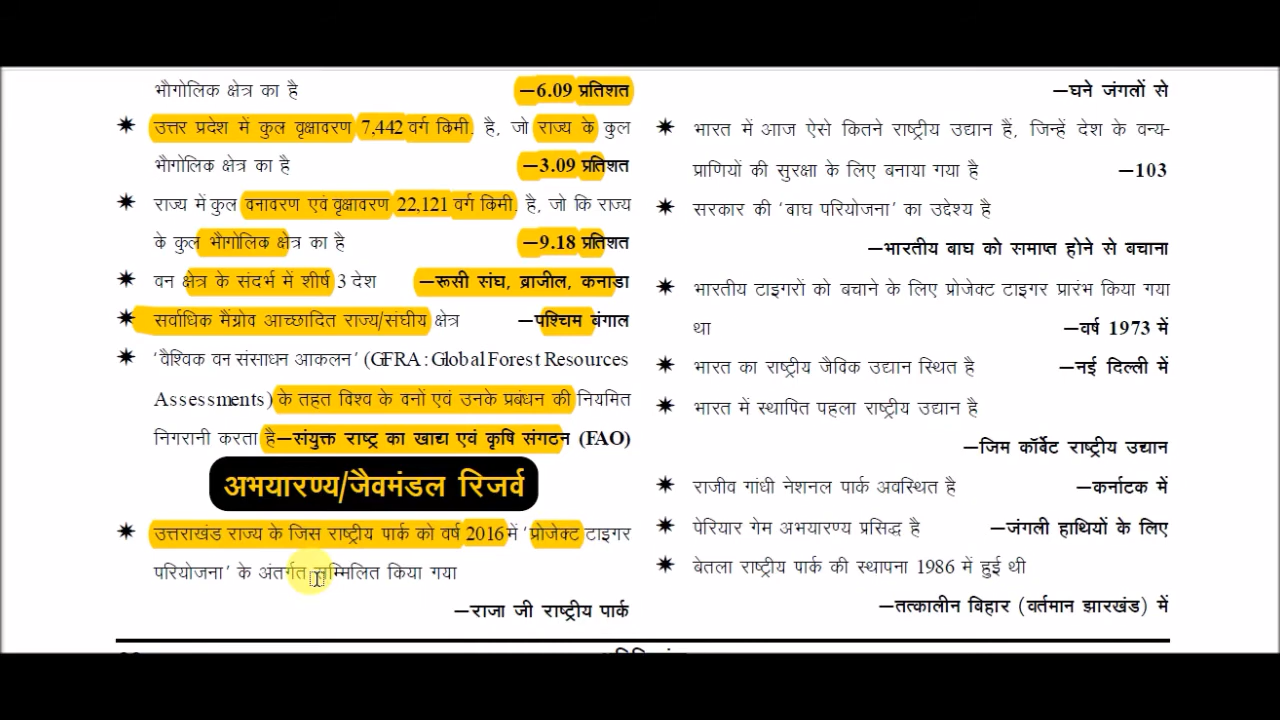 भौगोलिक क्षेत्र का है —6.09 प्रतिशत
✶ उत्तर प्रदेश में कुल वृक्षावरण 7,442 वर्ग किमी. है, जो राज्य के कुल
भौगोलिक क्षेत्र का है —3.09 प्रतिशत
✶ राज्य में कुल वनावरण एवं वृक्षावरण 22,121 वर्ग किमी. है, जो कि राज्य
के कुल भौगोलिक क्षेत्र का है —9.18 प्रतिशत
✶ वन क्षेत्र के संदर्भ में शीर्ष 3 देश —रूसी संघ, ब्राजील, कनाडा
✶ सर्वाधिक मैंग्रोव आच्छादित राज्य/संघीय क्षेत्र —पश्चिम बंगाल
✶ 'वैश्विक वन संसाधन आकलन' (GFRA : Global Forest Resources
Assessments) के तहत विश्व के वनों एवं उनके प्रबंधन की नियमित
निगरानी करता है—संयुक्त राष्ट्र का खाद्य एवं कृषि संगठन (FAO)
अभयारण्य/जैवमंडल रिजर्व
✶ उत्तराखंड राज्य के जिस राष्ट्रीय पार्क को वर्ष 2016 में 'प्रोजेक्ट टाइगर
परियोजना' के अंतर्गत सम्मिलित किया गया
—राजा जी राष्ट्रीय पार्क
—घने जंगलों से
✶ भारत में आज ऐसे कितने राष्ट्रीय उद्यान हैं, जिन्हें देश के वन्य-
प्राणियों की सुरक्षा के लिए बनाया गया है —103
✶ सरकार की 'बाघ परियोजना' का उद्देश्य है
—भारतीय बाघ को समाप्त होने से बचाना
✶ भारतीय टाइगरों को बचाने के लिए प्रोजेक्ट टाइगर प्रारंभ किया गया
था —वर्ष 1973 में
✶ भारत का राष्ट्रीय जैविक उद्यान स्थित है —नई दिल्ली में
✶ भारत में स्थापित पहला राष्ट्रीय उद्यान है
—जिम कॉर्बेट राष्ट्रीय उद्यान
✶ राजीव गांधी नेशनल पार्क अवस्थित है —कर्नाटक में
✶ पेरियार गेम अभयारण्य प्रसिद्ध है —जंगली हाथियों के लिए
✶ बेतला राष्ट्रीय पार्क की स्थापना 1986 में हुई थी
—तत्कालीन बिहार (वर्तमान झारखंड) में